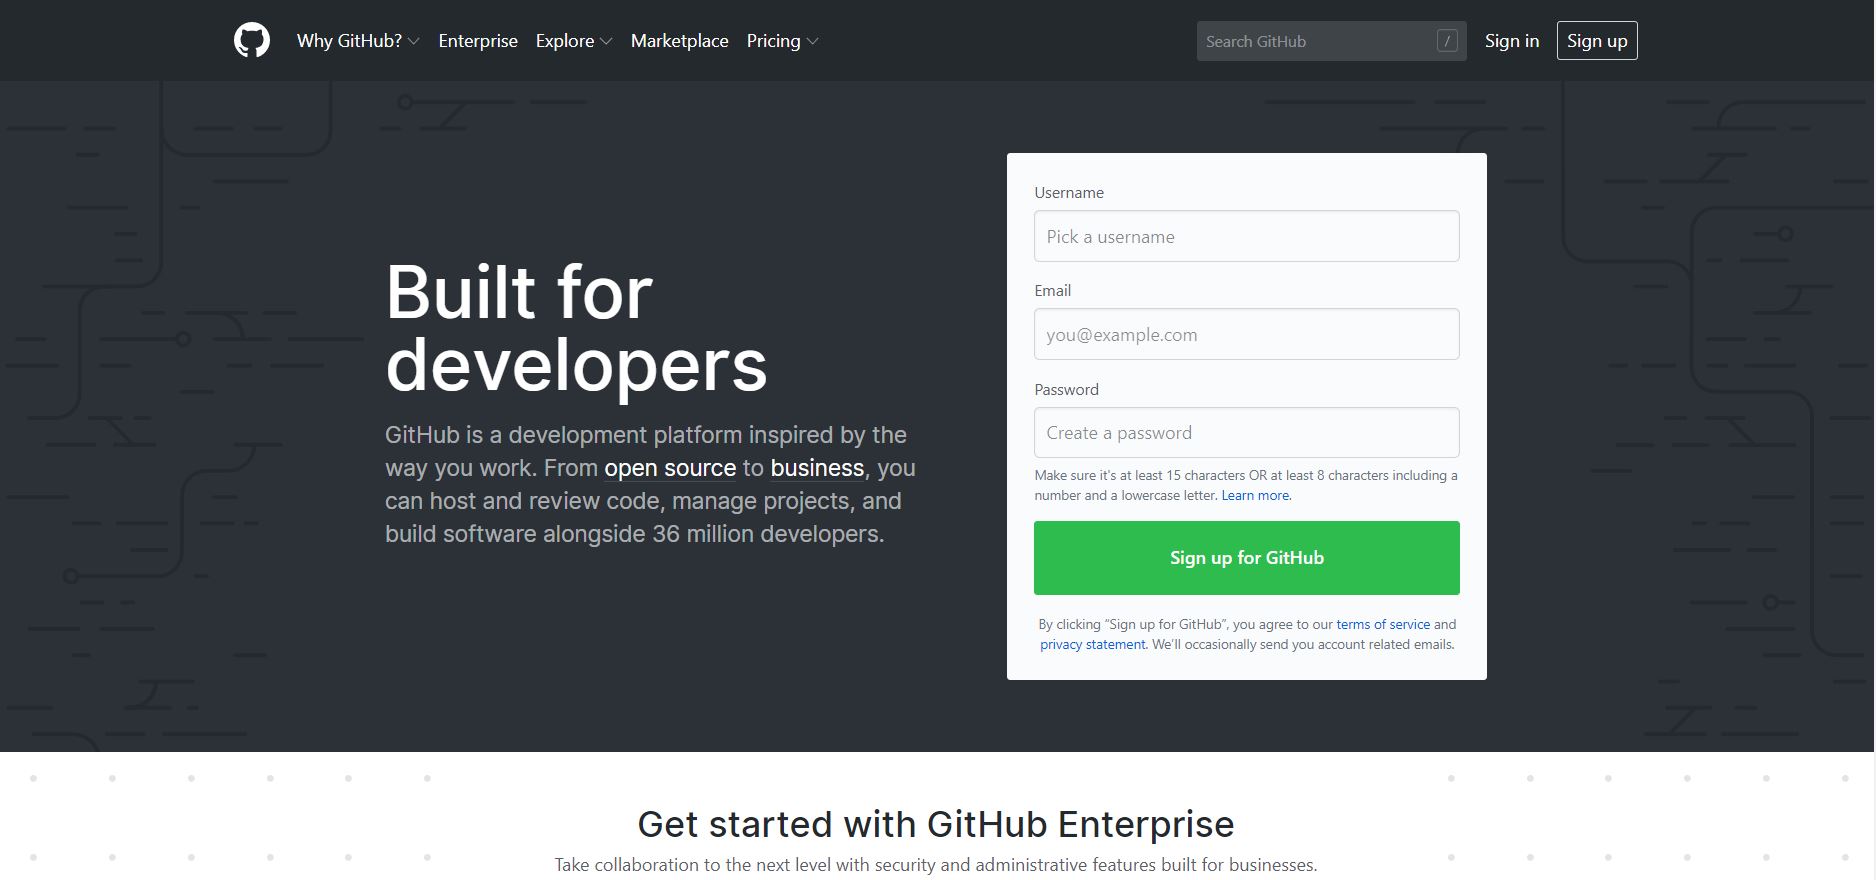 Why GitHub? Enterprise Explore Marketplace Pricing Search GitHub / Sign in Sign up
Built for
developers
GitHub is a development platform inspired by the
way you work. From open source to business, you
can host and review code, manage projects, and
build software alongside 36 million developers.
Username
Pick a username
Email
you@example.com
Password
Create a password
Make sure it's at least 15 characters OR at least 8 characters including a
number and a lowercase letter. Learn more.
Sign up for GitHub
By clicking “Sign up for GitHub”, you agree to our terms of service and
privacy statement. We’ll occasionally send you account related emails.
Get started with GitHub Enterprise
Take collaboration to the next level with security and administrative features built for businesses.